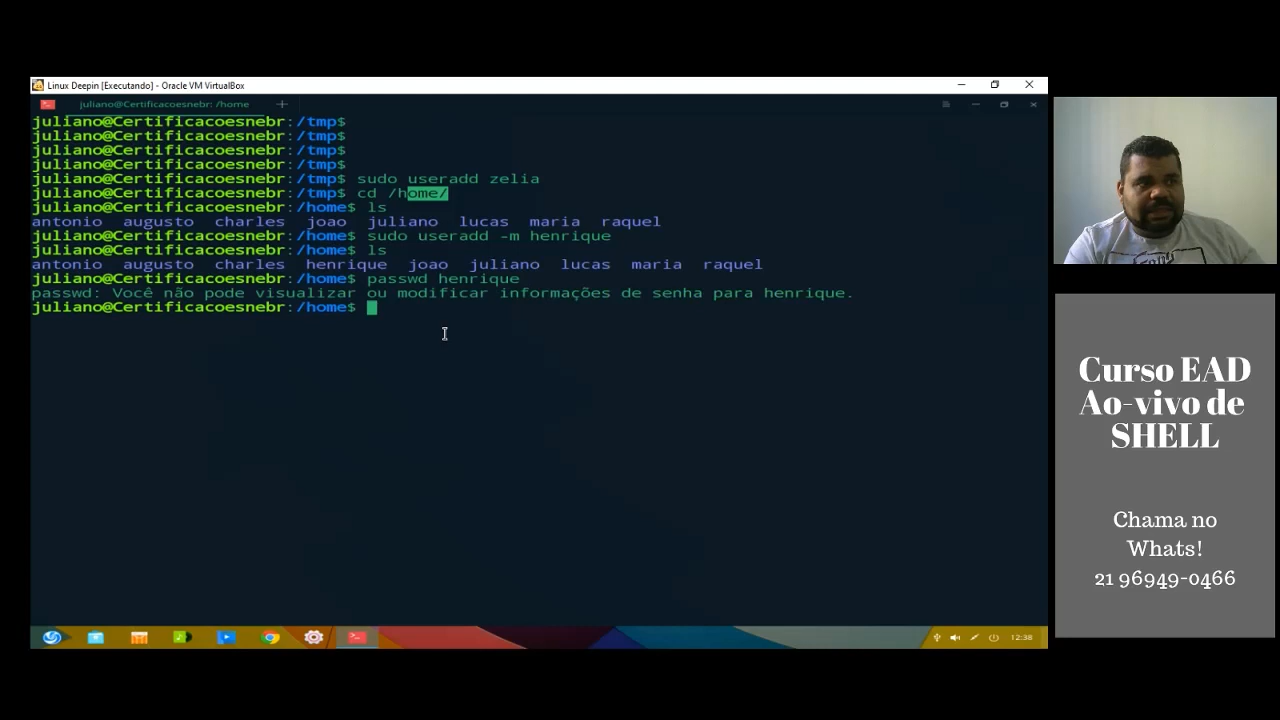 Linux Deepin [Executando] - Oracle VM VirtualBox
juliano@Certificacoesnebr: /home
juliano@Certificacoesnebr:/tmp$
juliano@Certificacoesnebr:/tmp$
juliano@Certificacoesnebr:/tmp$
juliano@Certificacoesnebr:/tmp$
juliano@Certificacoesnebr:/tmp$ sudo useradd zelia
juliano@Certificacoesnebr:/tmp$ cd /home/
juliano@Certificacoesnebr:/home$ ls
antonio augusto charles joao juliano lucas maria raquel
juliano@Certificacoesnebr:/home$ sudo useradd -m henrique
juliano@Certificacoesnebr:/home$ ls
antonio augusto charles henrique joao juliano lucas maria raquel
juliano@Certificacoesnebr:/home$ passwd henrique
passwd: Você não pode visualizar ou modificar informações de senha para henrique.
juliano@Certificacoesnebr:/home$
12:38
Curso EAD
Ao-vivo de
SHELL
Chama no
Whats!
21 96949-0466